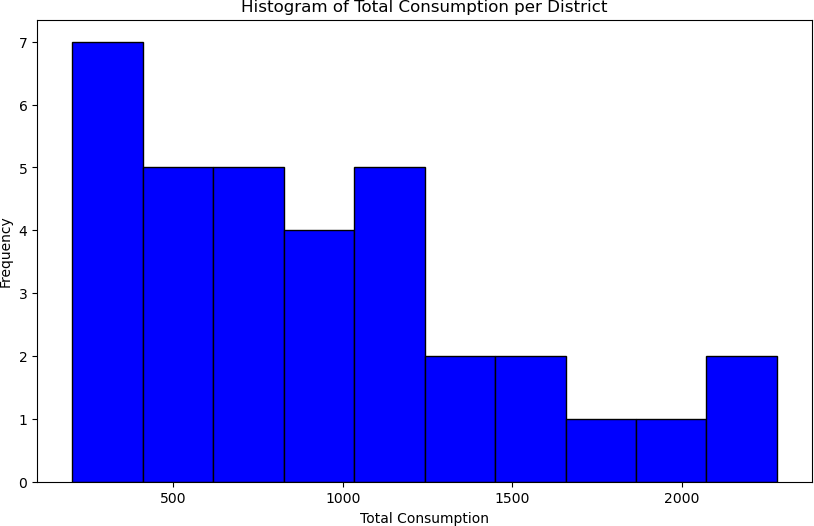 Histogram of Total Consumption per District
7
6
5
4
3
2
1
0
Frequency
500 1000 1500 2000
Total Consumption